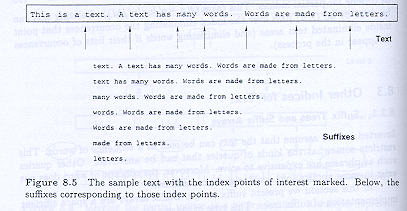 This is a text. A text has many words. Words are made from letters.
Text
text. A text has many words. Words are made from letters.
text has many words. Words are made from letters.
many words. Words are made from letters.
words. Words are made from letters.
Words are made from letters.
made from letters.
letters.
Suffixes
Figure 8.5 The sample text with the index points of interest marked. Below, the
suffixes corresponding to those index points.